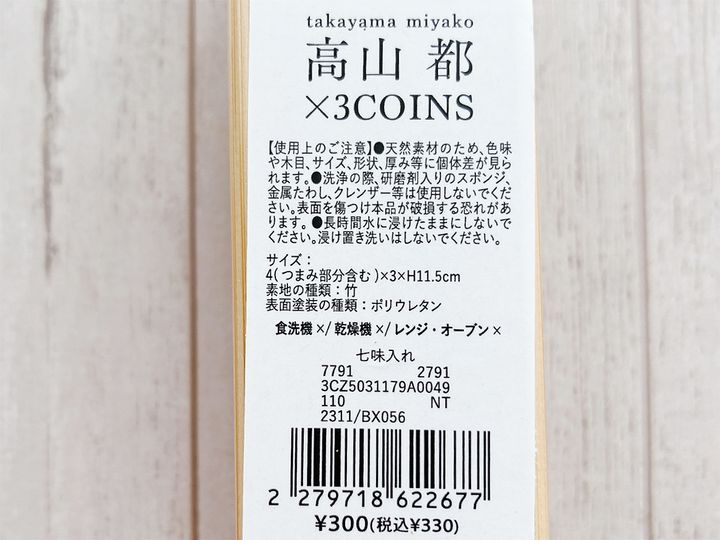 takayama miyako
高山 都
×3COINS
【使用上のご注意】●天然素材のため、色味
や木目、サイズ、形状、厚み等に個体差が見ら
れます。●洗浄の際、研磨剤入りのスポンジ、
金属たわし、クレンザー等は使用しないでくだ
さい。表面を傷つけ本品が破損する恐れがあ
ります。●長時間水に浸けたままにしないで
ください。浸け置き洗いはしないでください。
サイズ：
4(つまみ部分含む)×3×H11.5cm
素地の種類：竹
表面塗装の種類：ポリウレタン
食洗機×/乾燥機×/レンジ・オーブン×
七味入れ
7791 2791
3CZ5031179A0049
110 NT
2311/BX056
2 279718 622677
¥300(税込¥330)